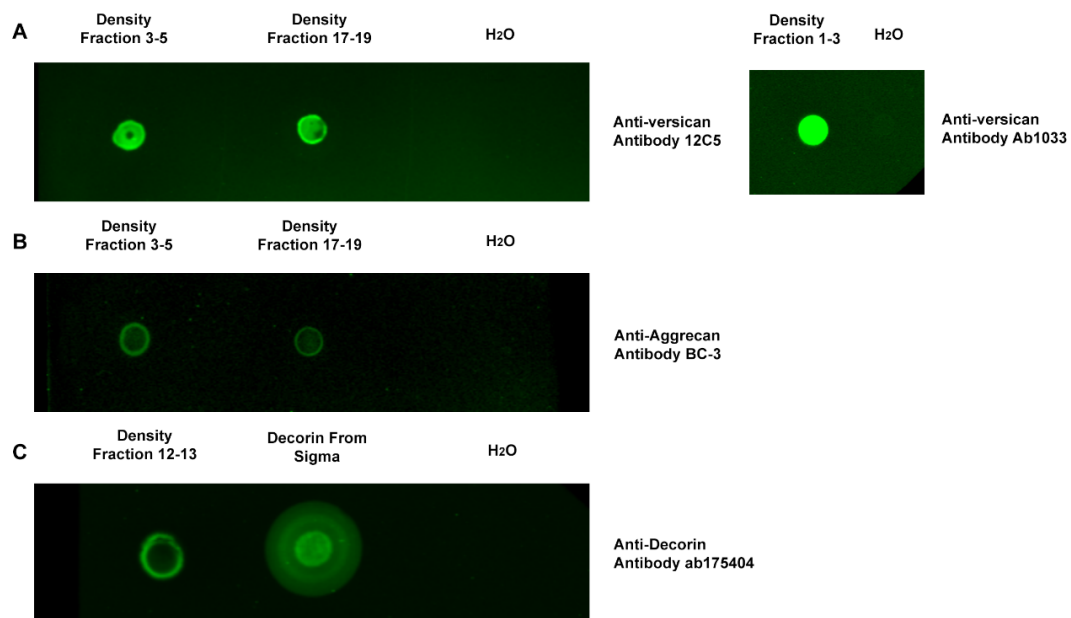 A
Density
Fraction 3-5
Density
Fraction 17-19
H2O
Density
Fraction 1-3
H2O
Anti-versican
Antibody 12C5
Anti-versican
Antibody Ab1033
B
Density
Fraction 3-5
Density
Fraction 17-19
H2O
Anti-Aggrecan
Antibody BC-3
C
Density
Fraction 12-13
Decorin From
Sigma
H2O
Anti-Decorin
Antibody ab175404